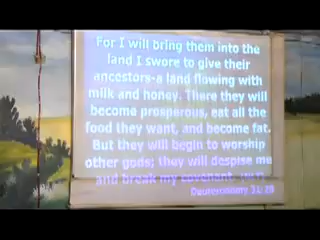 For I will bring them into the
land I swore to give their
ancestors-a land flowing with
milk and honey. There they will
become prosperous, eat all the
food they want, and become fat.
But they will begin to worship
other gods; they will despise me
and break my covenant.
Deuteronomy